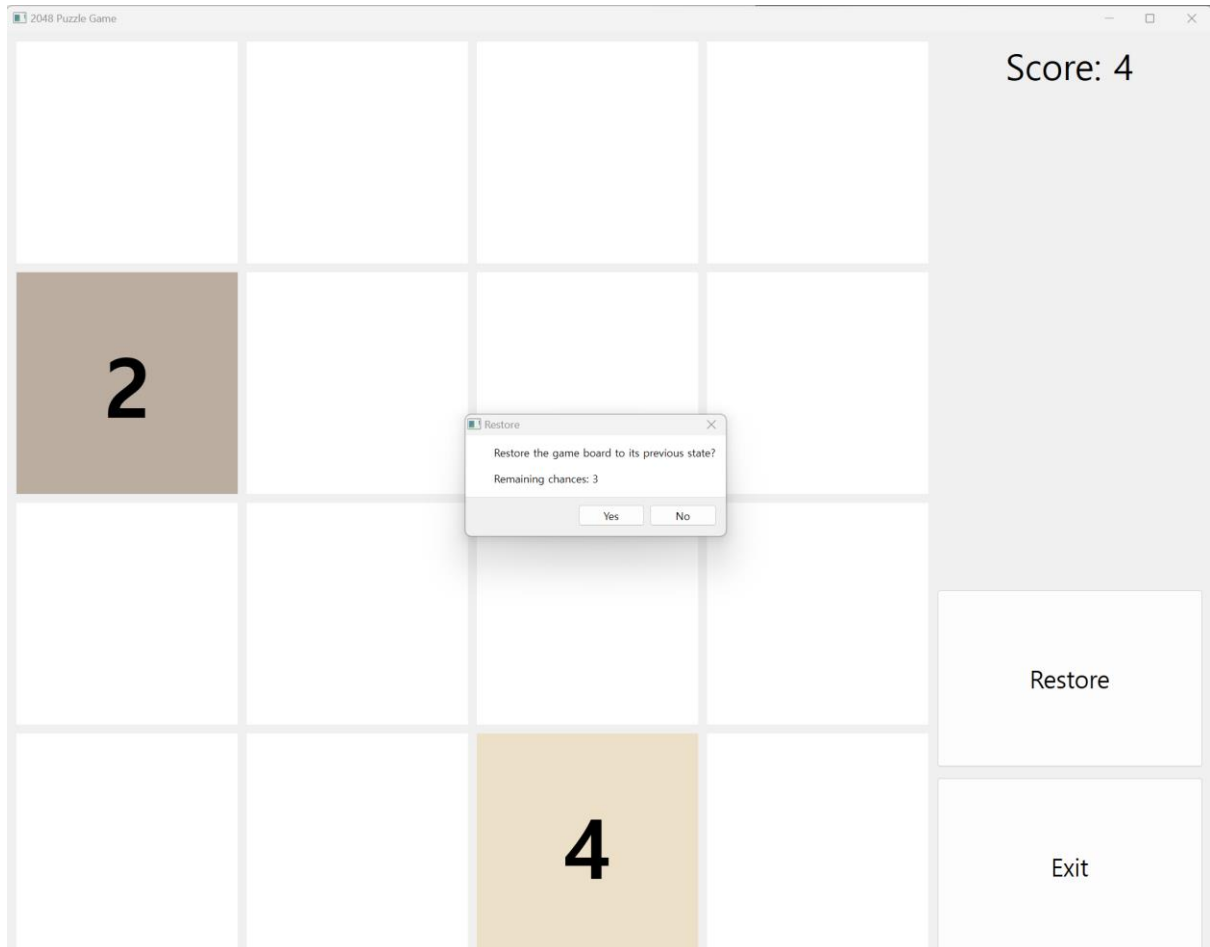 2048 Puzzle Game
Score: 4
2
Restore
Restore the game board to its previous state?
Remaining chances: 3
Yes No
Restore
4
Exit